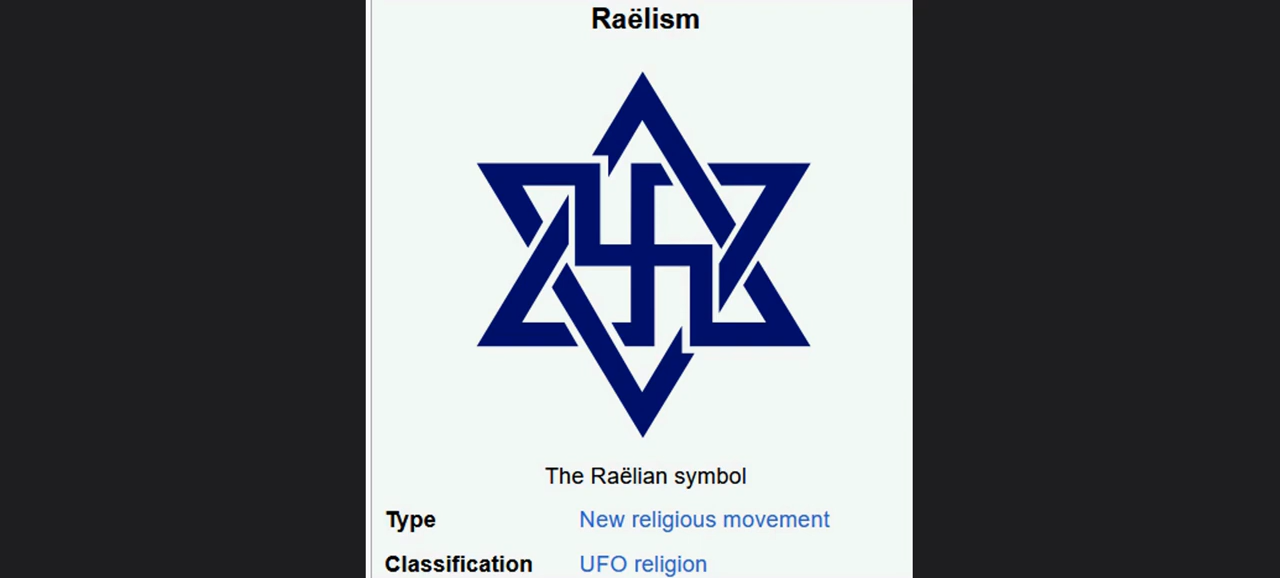 Raëlism
The Raëlian symbol
Type New religious movement
Classification UFO religion